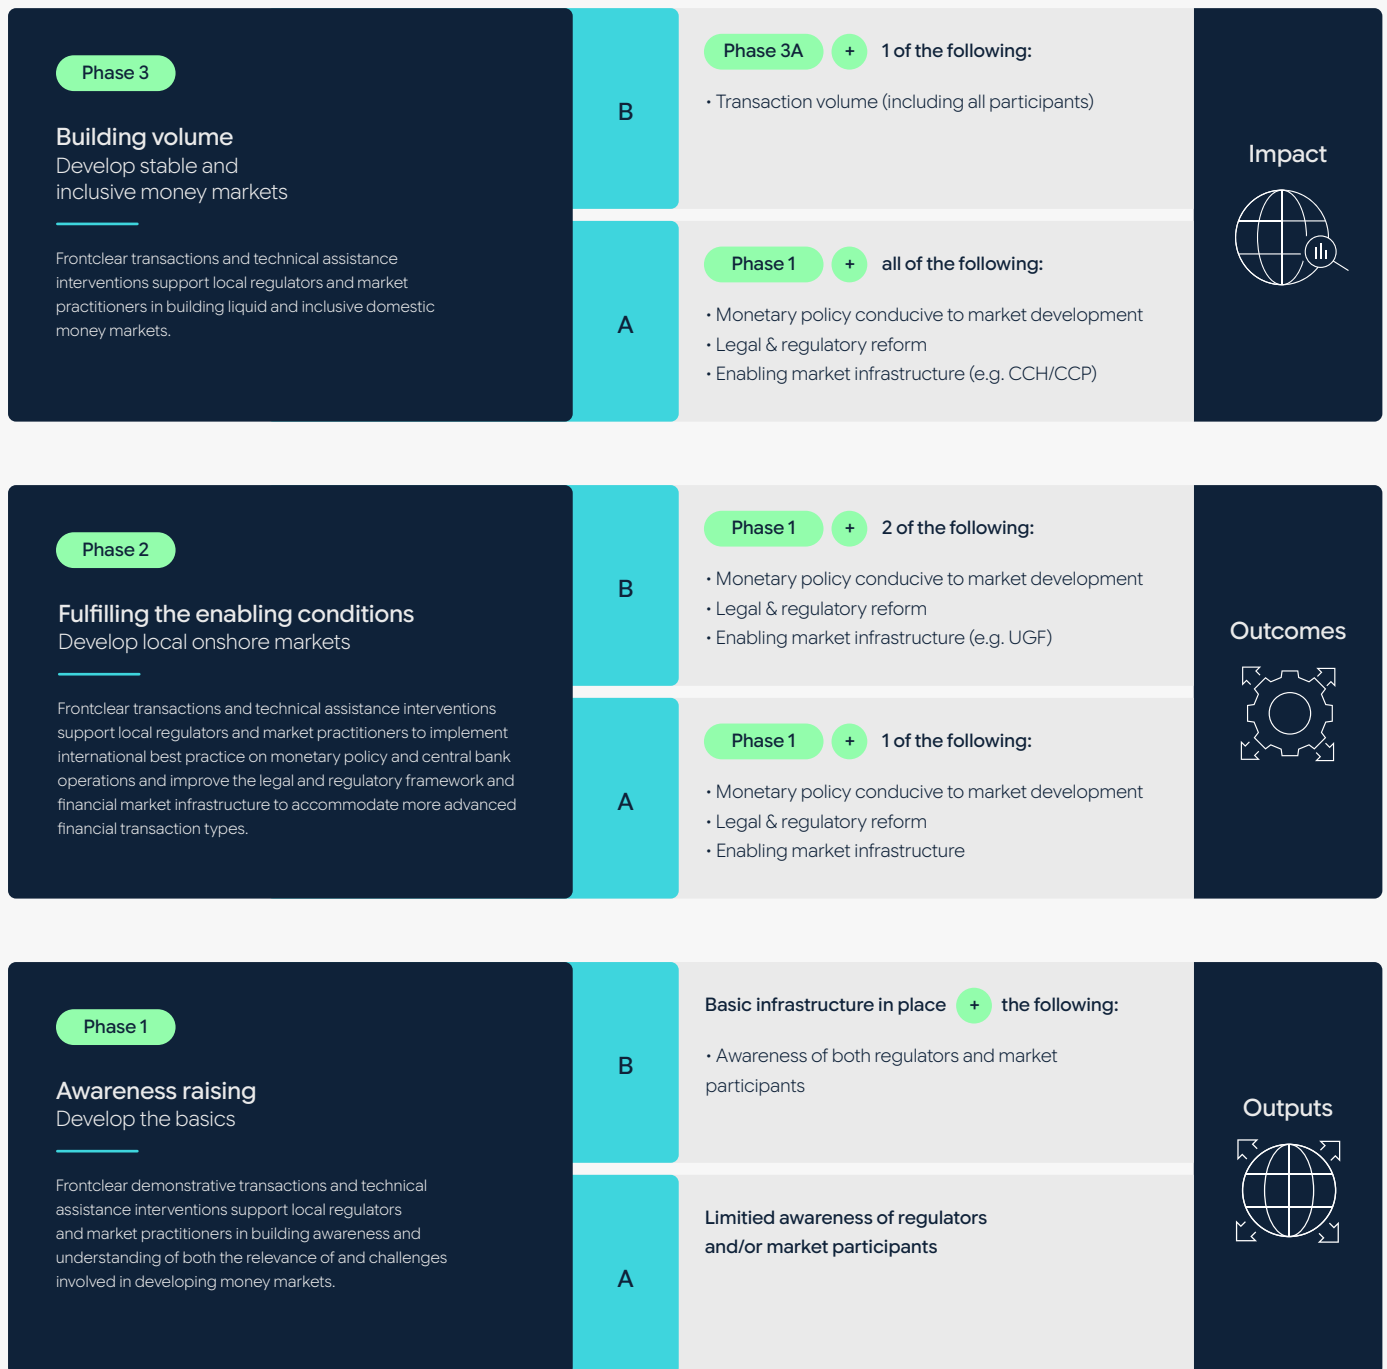 Phase 3
Building volume
Develop stable and
inclusive money markets
Frontclear transactions and technical assistance
interventions support local regulators and market
practitioners in building liquid and inclusive domestic
money markets.
B
Phase 3A + 1 of the following:
• Transaction volume (including all participants)
A
Phase 1 + all of the following:
• Monetary policy conducive to market development
• Legal & regulatory reform
• Enabling market infrastructure (e.g. CCH/CCP)
Impact
Phase 2
Fulfilling the enabling conditions
Develop local onshore markets
Frontclear transactions and technical assistance interventions
support local regulators and market practitioners to implement
international best practice on monetary policy and central bank
operations and improve the legal and regulatory framework and
financial market infrastructure to accommodate more advanced
financial transaction types.
B
Phase 1 + 2 of the following:
• Monetary policy conducive to market development
• Legal & regulatory reform
• Enabling market infrastructure (e.g. UGF)
A
Phase 1 + 1 of the following:
• Monetary policy conducive to market development
• Legal & regulatory reform
• Enabling market infrastructure
Outcomes
Phase 1
Awareness raising
Develop the basics
Frontclear demonstrative transactions and technical
assistance interventions support local regulators
and market practitioners in building awareness and
understanding of both the relevance of and challenges
involved in developing money markets.
B
Basic infrastructure in place + the following:
• Awareness of both regulators and market
participants
A
Limitied awareness of regulators
and/or market participants
Outputs